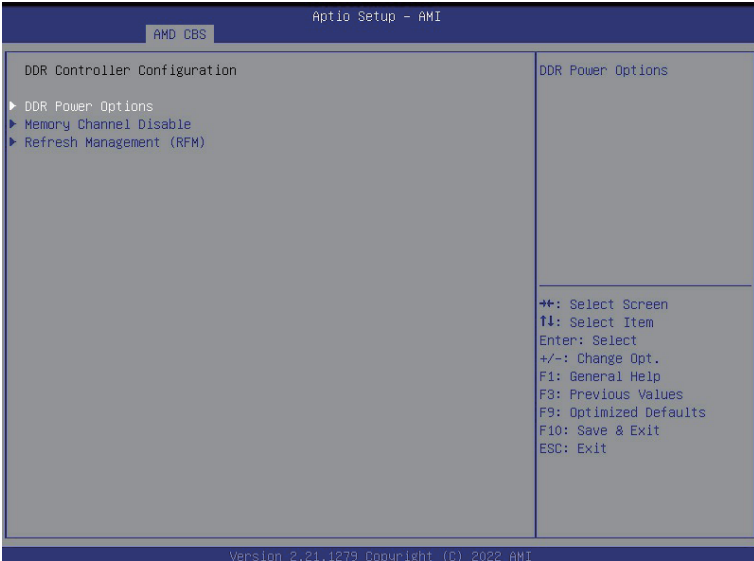 Aptio Setup – AMI
AMD CBS
DDR Controller Configuration
DDR Power Options
Memory Channel Disable
Refresh Management (RFM)
DDR Power Options
→←: Select Screen
↑↓: Select Item
Enter: Select
+/-: Change Opt.
F1: General Help
F3: Previous Values
F9: Optimized Defaults
F10: Save & Exit
ESC: Exit
Version 2.21.1279 Copyright (C) 2022 AMI